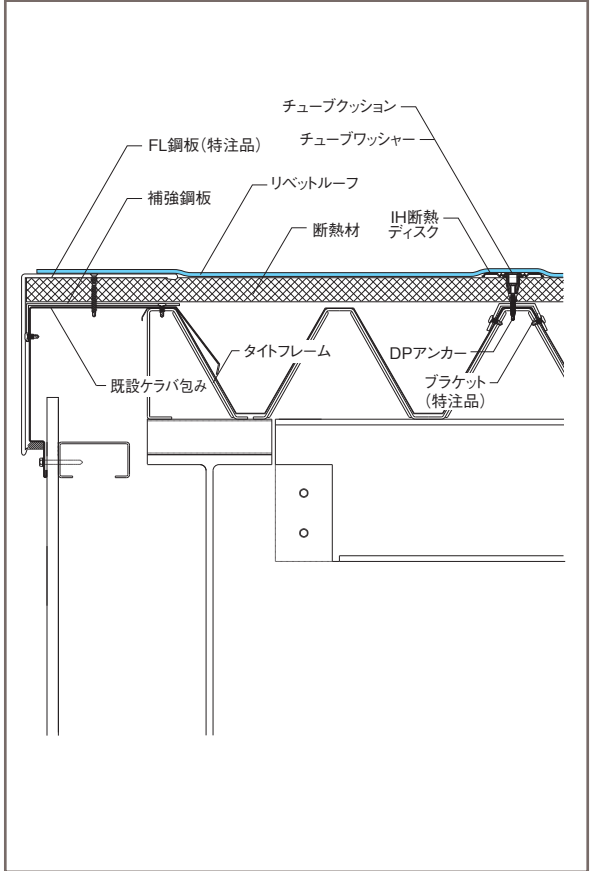 チューブクッション
チューブワッシャー
FL鋼板(特注品)
リベットルーフ
補強鋼板
IH断熱
ディスク
断熱材
タイトフレーム
DPアンカー
既設ケラバ包み
ブラケット
(特注品)